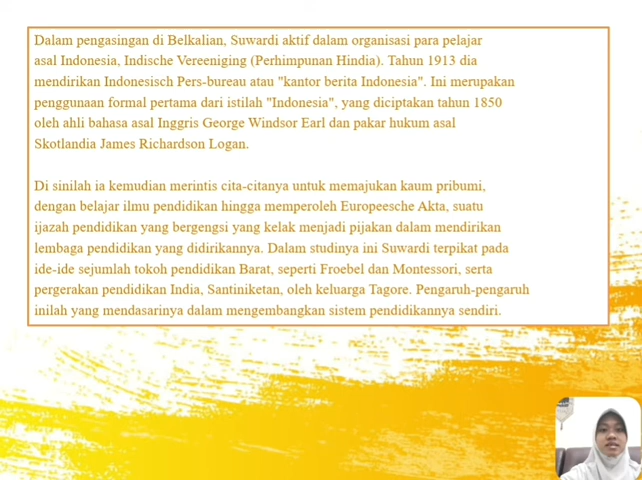 Dalam pengasingan di Belkalian, Suwardi aktif dalam organisasi para pelajar
asal Indonesia, Indische Vereeniging (Perhimpunan Hindia). Tahun 1913 dia
mendirikan Indonesisch Pers-bureau atau "kantor berita Indonesia". Ini merupakan
penggunaan formal pertama dari istilah "Indonesia", yang diciptakan tahun 1850
oleh ahli bahasa asal Inggris George Windsor Earl dan pakar hukum asal
Skotlandia James Richardson Logan.
Di sinilah ia kemudian merintis cita-citanya untuk memajukan kaum pribumi,
dengan belajar ilmu pendidikan hingga memperoleh Europeesche Akta, suatu
ijazah pendidikan yang bergengsi yang kelak menjadi pijakan dalam mendirikan
lembaga pendidikan yang didirikannya. Dalam studinya ini Suwardi terpikat pada
ide-ide sejumlah tokoh pendidikan Barat, seperti Froebel dan Montessori, serta
pergerakan pendidikan India, Santiniketan, oleh keluarga Tagore. Pengaruh-pengaruh
inilah yang mendasarinya dalam mengembangkan sistem pendidikannya sendiri.